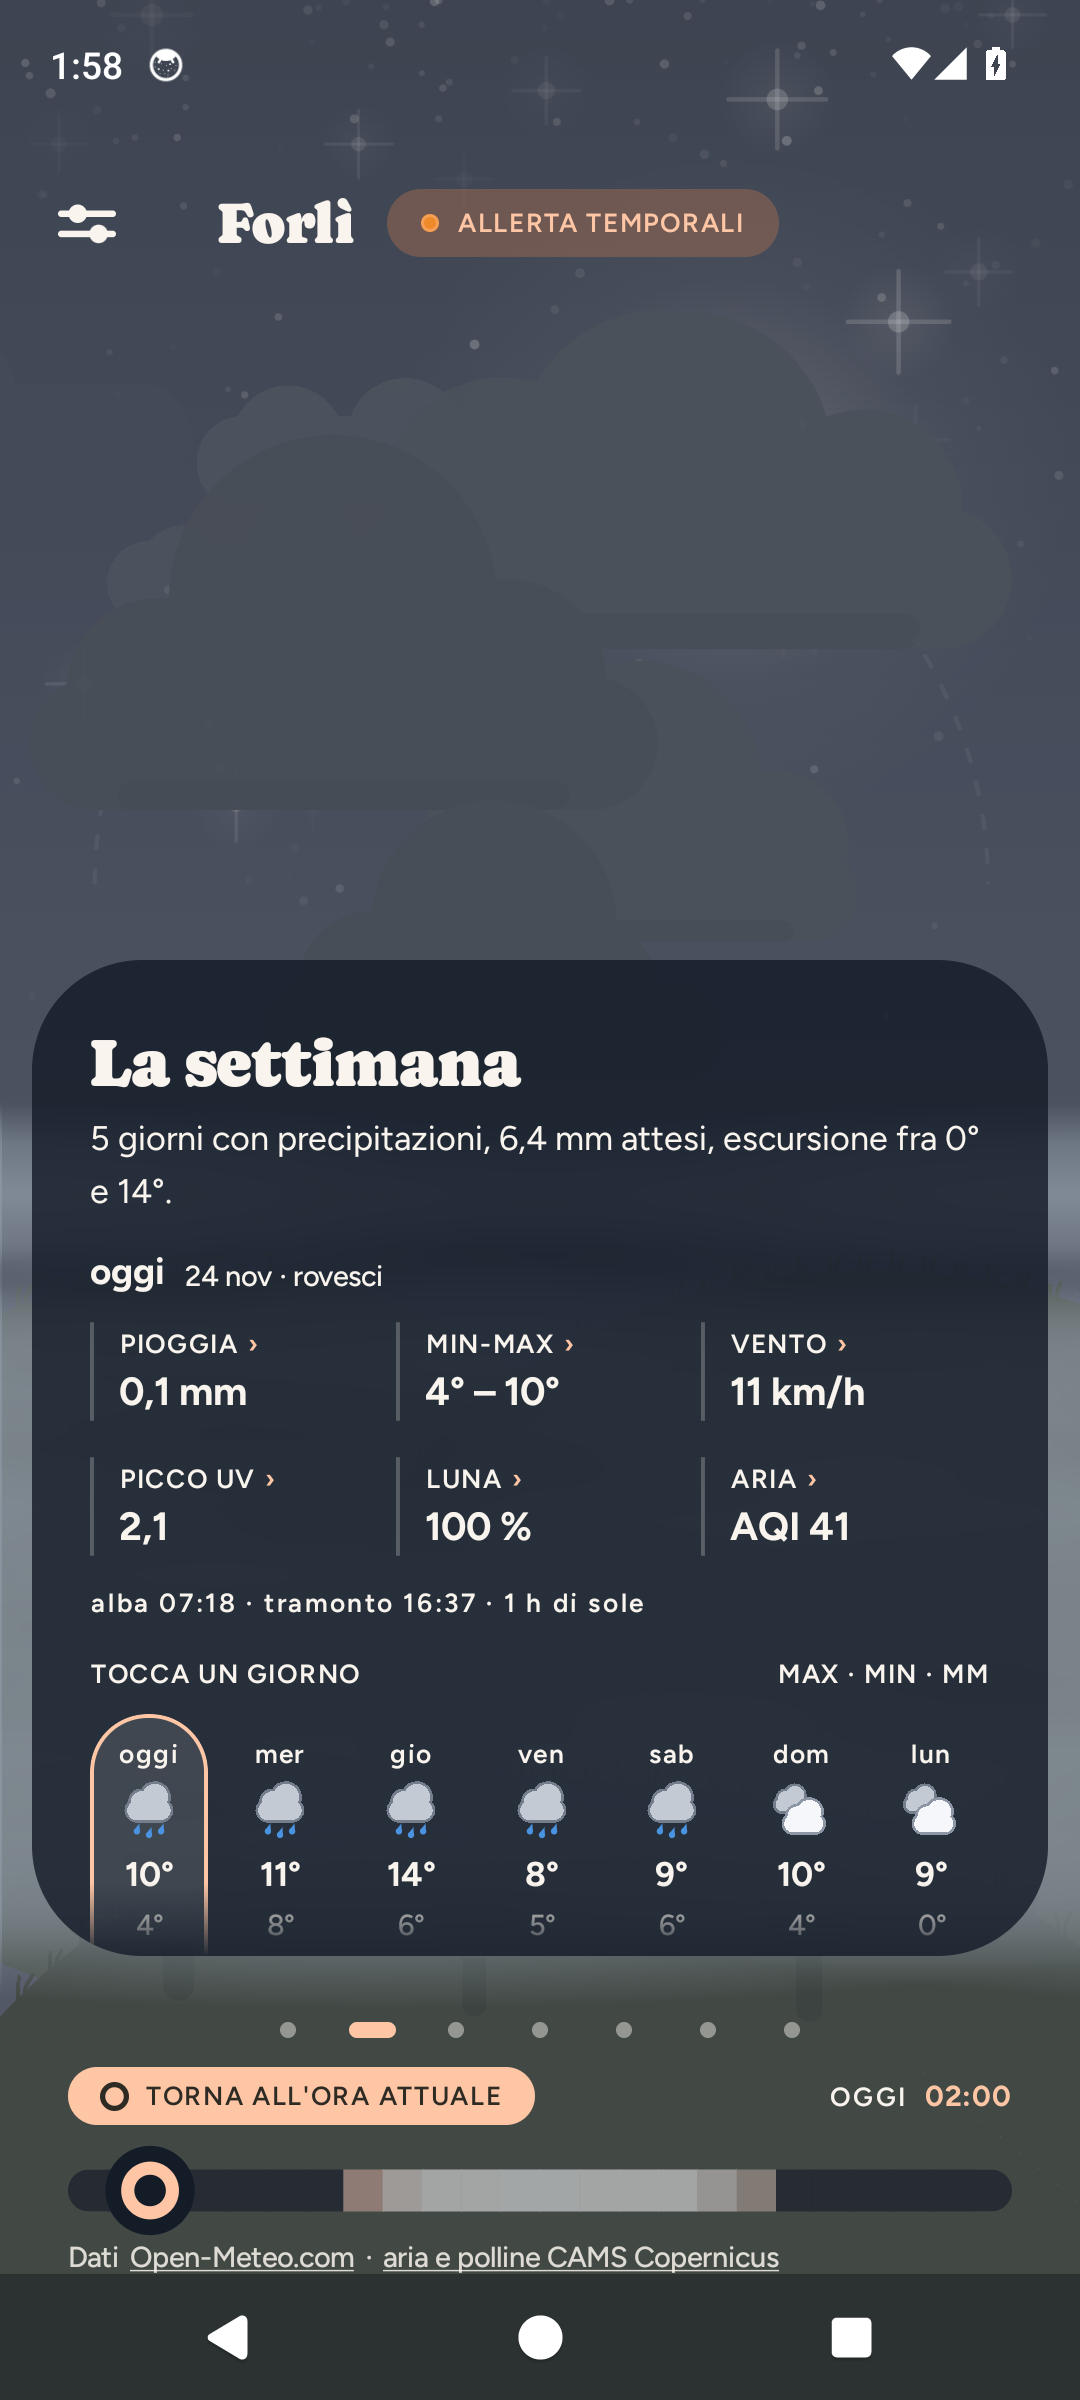 1:58
Forlì
ALLERTA TEMPORALI
La settimana
5 giorni con precipitazioni, 6,4 mm attesi, escursione fra 0°
e 14°.
oggi 24 nov · rovesci
PIOGGIA › MIN-MAX › VENTO ›
0,1 mm 4° – 10° 11 km/h
PICCO UV › LUNA › ARIA ›
2,1 100 % AQI 41
alba 07:18 · tramonto 16:37 · 1 h di sole
TOCCA UN GIORNO MAX · MIN · MM
oggi mer gio ven sab dom lun
10° 11° 14° 8° 9° 10° 9°
4° 8° 6° 5° 6° 4° 0°
TORNA ALL'ORA ATTUALE OGGI 02:00
Dati Open-Meteo.com · aria e polline CAMS Copernicus